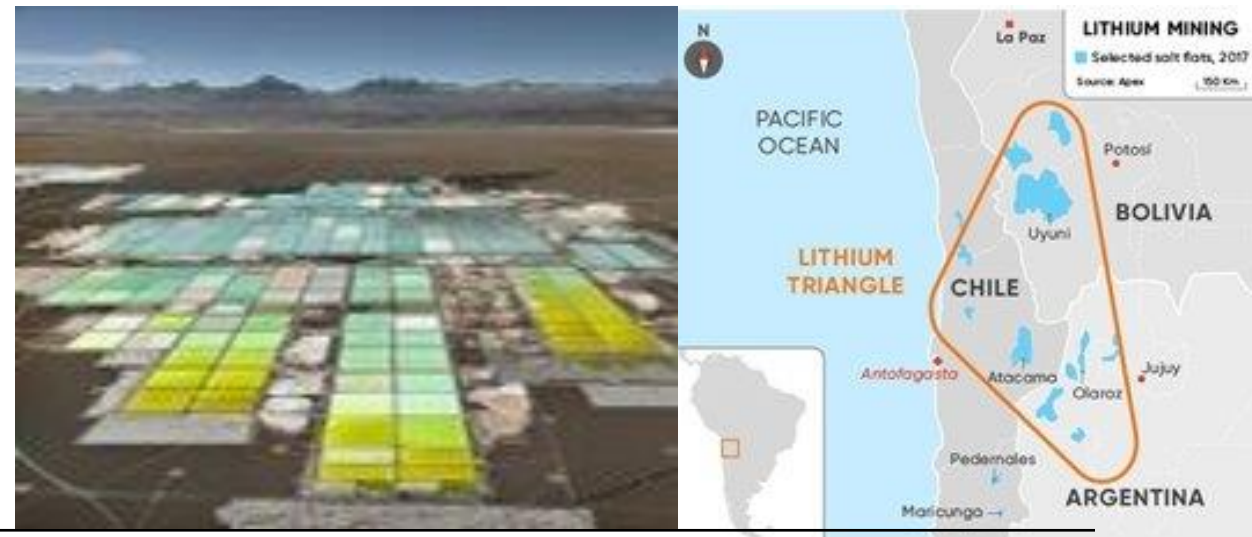 N
La Paz
LITHIUM MINING
Selected salt flats, 2017
Source: Apex
150 Km
PACIFIC
OCEAN
Potosí
BOLIVIA
Uyuni
LITHIUM
TRIANGLE
CHILE
Antofagasta
Atacama
Jujuy
Olaroz
Pedernales
Maricunga
ARGENTINA